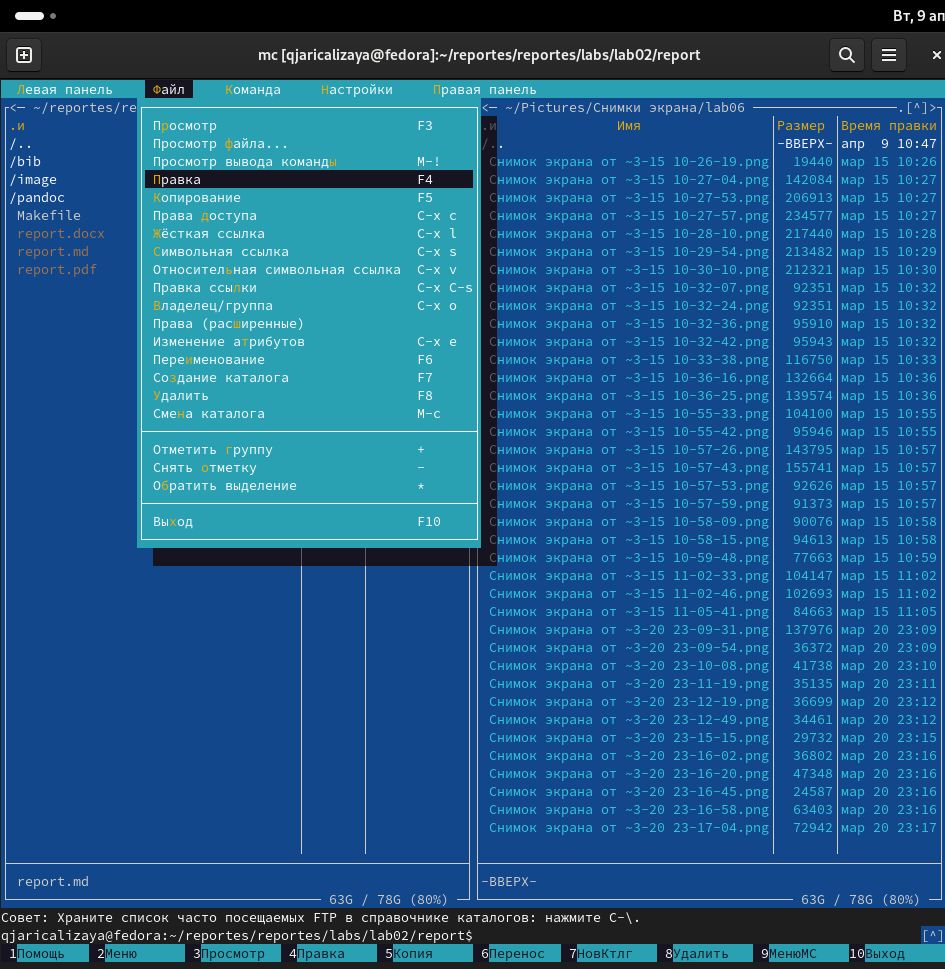 Вт, 9 ап
mc [qjaricalizaya@fedora]:~/reportes/reportes/labs/lab02/report
Левая панель Файл Команда Настройки Правая панель
<– ~/reportes/re
.и
/..
/bib
/image
/pandoc
Makefile
report.docx
report.md
report.pdf
Просмотр F3
Просмотр файла...
Просмотр вывода команды M-!
Правка F4
Копирование F5
Права доступа C-x c
Жёсткая ссылка C-x l
Символьная ссылка C-x s
Относительная символьная ссылка C-x v
Правка ссылки C-x C-s
Владелец/группа C-x o
Права (расширенные)
Изменение атрибутов C-x e
Переименование F6
Создание каталога F7
Удалить F8
Смена каталога M-c
Отметить группу +
Снять отметку -
Обратить выделение *
Выход F10
<– ~/Pictures/Снимки экрана/lab06 .[^]>
.и Имя Размер Время правки
/.. -ВВЕРХ- апр 9 10:47
Снимок экрана от ~3-15 10-26-19.png 19440 мар 15 10:26
Снимок экрана от ~3-15 10-27-04.png 142084 мар 15 10:27
Снимок экрана от ~3-15 10-27-53.png 206913 мар 15 10:27
Снимок экрана от ~3-15 10-27-57.png 234577 мар 15 10:27
Снимок экрана от ~3-15 10-28-10.png 217440 мар 15 10:28
Снимок экрана от ~3-15 10-29-54.png 213482 мар 15 10:29
Снимок экрана от ~3-15 10-30-10.png 212321 мар 15 10:30
Снимок экрана от ~3-15 10-32-07.png 92351 мар 15 10:32
Снимок экрана от ~3-15 10-32-24.png 92351 мар 15 10:32
Снимок экрана от ~3-15 10-32-36.png 95910 мар 15 10:32
Снимок экрана от ~3-15 10-32-42.png 95943 мар 15 10:32
Снимок экрана от ~3-15 10-33-38.png 116750 мар 15 10:33
Снимок экрана от ~3-15 10-36-16.png 132664 мар 15 10:36
Снимок экрана от ~3-15 10-36-25.png 139574 мар 15 10:36
Снимок экрана от ~3-15 10-55-33.png 104100 мар 15 10:55
Снимок экрана от ~3-15 10-55-42.png 95946 мар 15 10:55
Снимок экрана от ~3-15 10-57-26.png 143795 мар 15 10:57
Снимок экрана от ~3-15 10-57-43.png 155741 мар 15 10:57
Снимок экрана от ~3-15 10-57-53.png 92626 мар 15 10:57
Снимок экрана от ~3-15 10-57-59.png 91373 мар 15 10:57
Снимок экрана от ~3-15 10-58-09.png 90076 мар 15 10:58
Снимок экрана от ~3-15 10-58-15.png 94613 мар 15 10:58
Снимок экрана от ~3-15 10-59-48.png 77663 мар 15 10:59
Снимок экрана от ~3-15 11-02-33.png 104147 мар 15 11:02
Снимок экрана от ~3-15 11-02-46.png 102693 мар 15 11:02
Снимок экрана от ~3-15 11-05-41.png 84663 мар 15 11:05
Снимок экрана от ~3-20 23-09-31.png 137976 мар 20 23:09
Снимок экрана от ~3-20 23-09-54.png 36372 мар 20 23:09
Снимок экрана от ~3-20 23-10-08.png 41738 мар 20 23:10
Снимок экрана от ~3-20 23-11-19.png 35135 мар 20 23:11
Снимок экрана от ~3-20 23-12-19.png 36699 мар 20 23:12
Снимок экрана от ~3-20 23-12-49.png 34461 мар 20 23:12
Снимок экрана от ~3-20 23-15-15.png 29732 мар 20 23:15
Снимок экрана от ~3-20 23-16-02.png 36802 мар 20 23:16
Снимок экрана от ~3-20 23-16-20.png 47348 мар 20 23:16
Снимок экрана от ~3-20 23-16-45.png 24587 мар 20 23:16
Снимок экрана от ~3-20 23-16-58.png 63403 мар 20 23:16
Снимок экрана от ~3-20 23-17-04.png 72942 мар 20 23:17
report.md -ВВЕРХ-
63G / 78G (80%) 63G / 78G (80%)
Совет: Храните список часто посещаемых FTP в справочнике каталогов: нажмите C-\.
qjaricalizaya@fedora:~/reportes/reportes/labs/lab02/report$ [^]
1Помощь 2Меню 3Просмотр 4Правка 5Копия 6Перенос 7НовКтлг 8Удалить 9МенюMC 10Выход